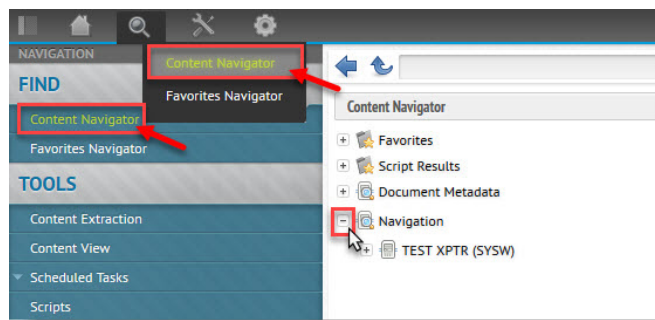 NAVIGATION
FIND
Content Navigator
Favorites Navigator
TOOLS
Content Extraction
Content View
Scheduled Tasks
Scripts
Content Navigator
Favorites Navigator
Content Navigator
Favorites
Script Results
Document Metadata
Navigation
TEST XPTR (SYSW)